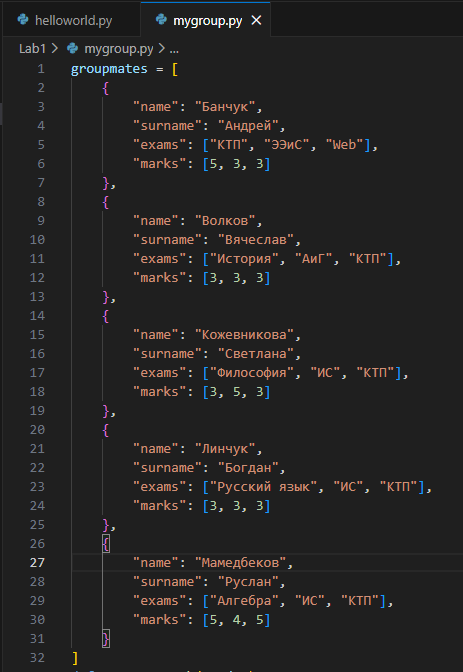 helloworld.py mygroup.py
Lab1 > mygroup.py > ...
1 groupmates = [
2 {
3 "name": "Банчук",
4 "surname": "Андрей",
5 "exams": ["КТП", "ЭЭиС", "Web"],
6 "marks": [5, 3, 3]
7 },
8 {
9 "name": "Волков",
10 "surname": "Вячеслав",
11 "exams": ["История", "АиГ", "КТП"],
12 "marks": [3, 3, 3]
13 },
14 {
15 "name": "Кожевникова",
16 "surname": "Светлана",
17 "exams": ["Философия", "ИС", "КТП"],
18 "marks": [3, 5, 3]
19 },
20 {
21 "name": "Линчук",
22 "surname": "Богдан",
23 "exams": ["Русский язык", "ИС", "КТП"],
24 "marks": [3, 3, 3]
25 },
26 {
27 "name": "Мамедбеков",
28 "surname": "Руслан",
29 "exams": ["Алгебра", "ИС", "КТП"],
30 "marks": [5, 4, 5]
31 }
32 ]